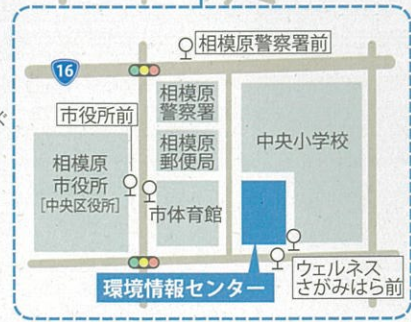 相模原警察署前
16
市役所前
相模原
警察署
相模原
郵便局
中央小学校
相模原
市役所
[中央区役所]
市体育館
環境情報センター
ウェルネス
さがみはら前